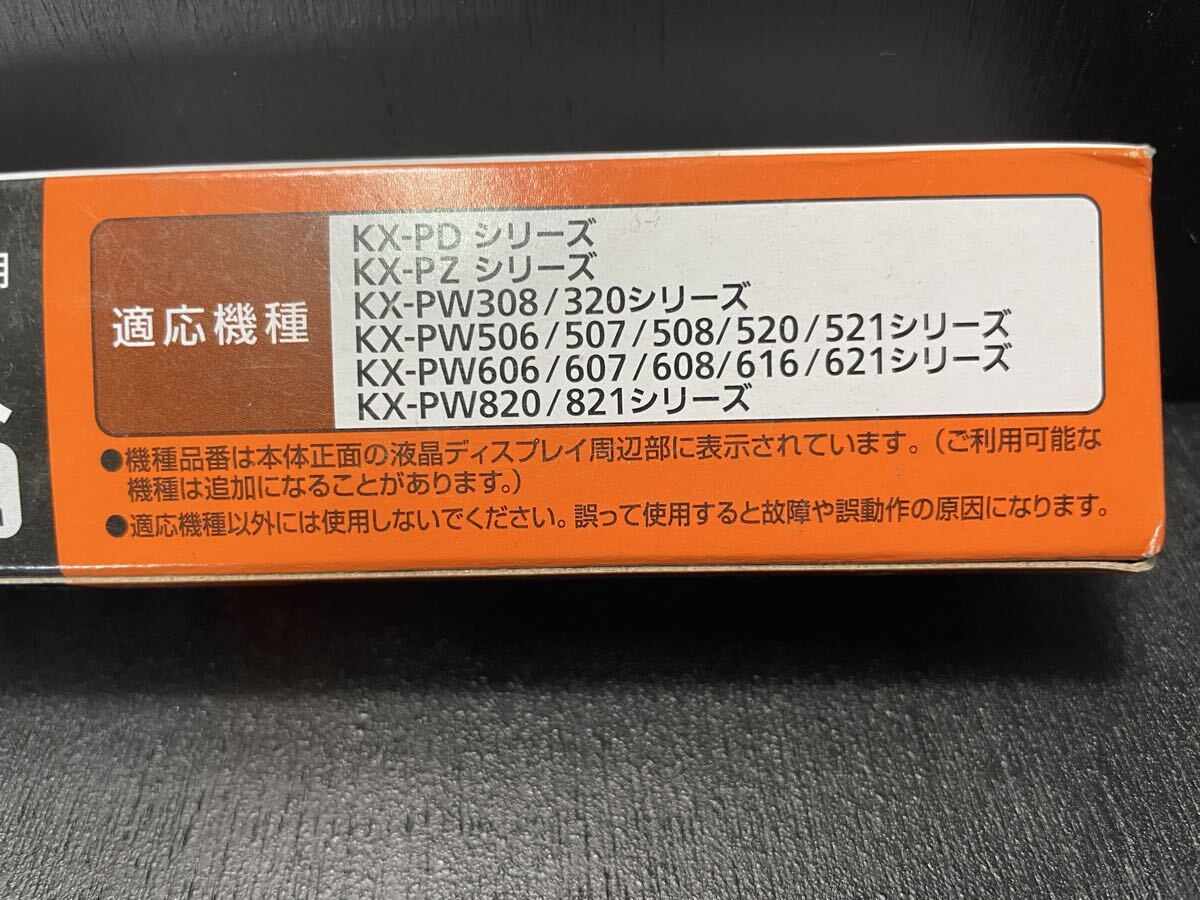 用
適応機種
KX-PD シリーズ
KX-PZ シリーズ
KX-PW308/320シリーズ
KX-PW506/507/508/520/521シリーズ
KX-PW606/607/608/616/621シリーズ
KX-PW820/821シリーズ
●機種品番は本体正面の液晶ディスプレイ周辺部に表示されています。(ご利用可能な
機種は追加になることがあります。)
●適応機種以外には使用しないでください。誤って使用すると故障や誤動作の原因になります。